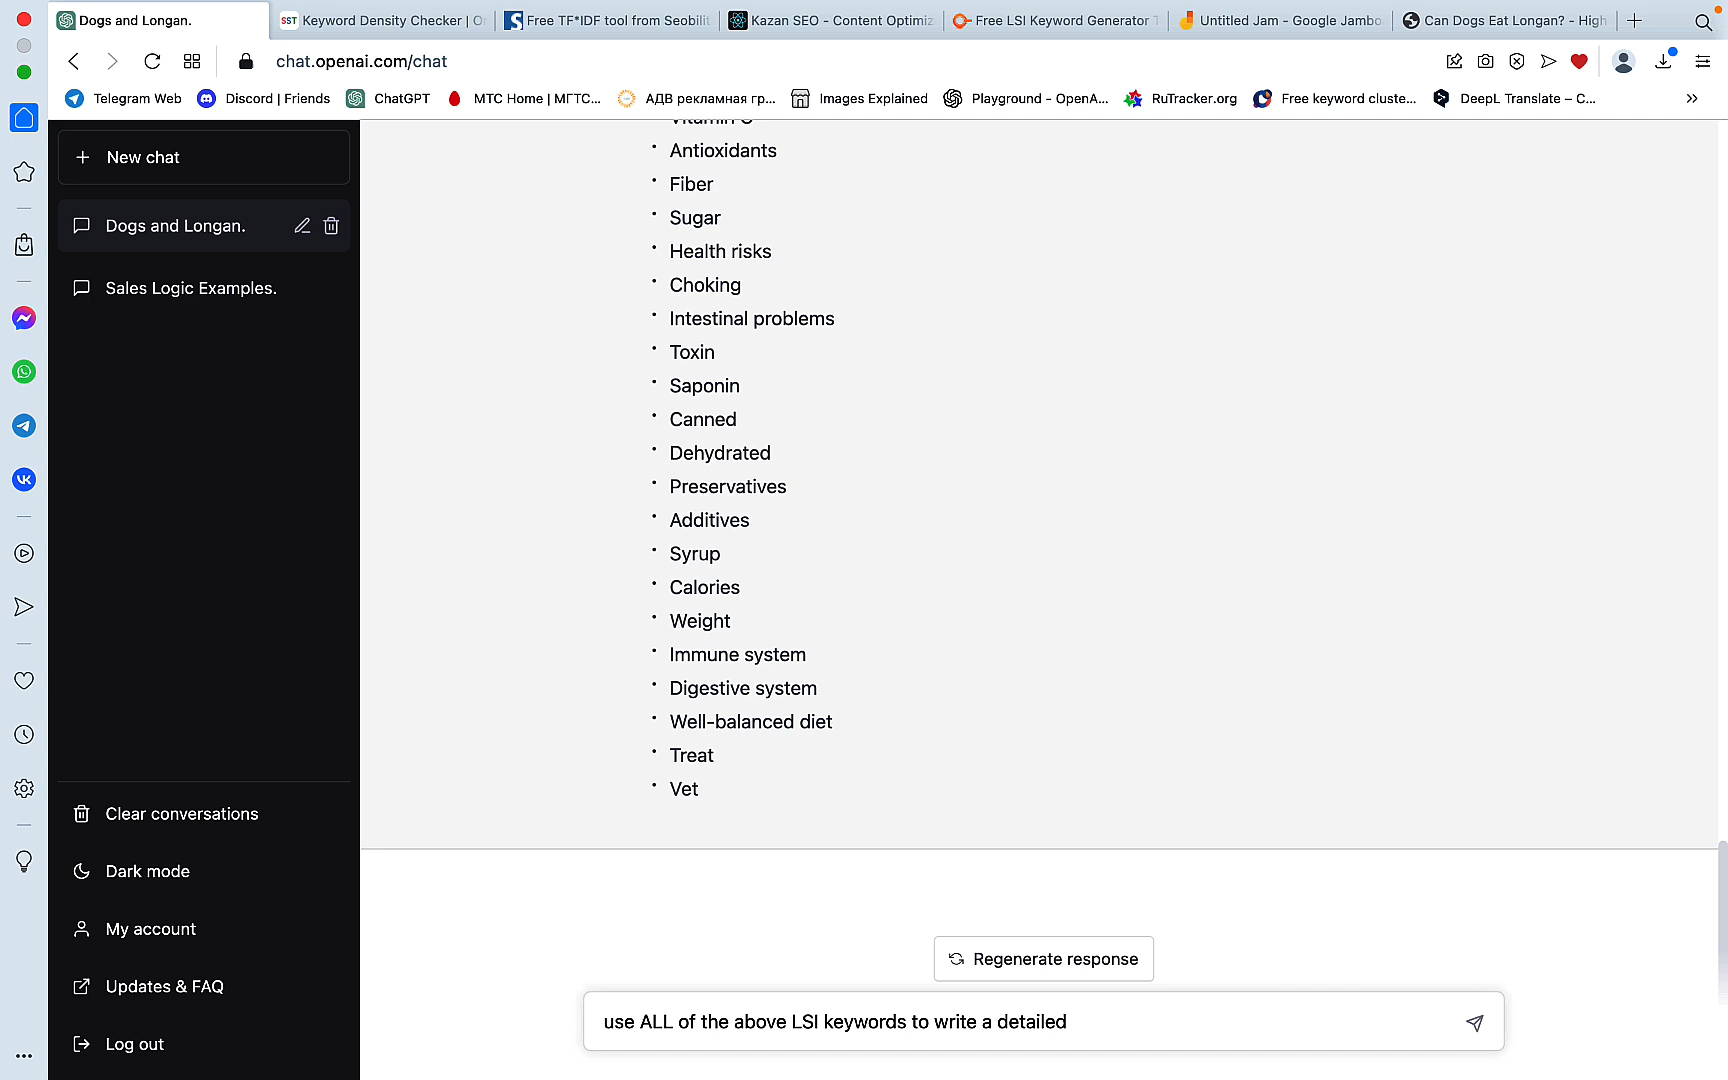 Dogs and Longan.
SST Keyword Density Checker | O
Free TF*IDF tool from Seobilit
Kazan SEO - Content Optimiz
Free LSI Keyword Generator T
Untitled Jam - Google Jambo
Can Dogs Eat Longan? - High
chat.openai.com/chat
Telegram Web
Discord | Friends
ChatGPT
МТС Home | МГТС...
АДВ рекламная гр...
Images Explained
Playground - OpenA...
RuTracker.org
Free keyword cluste...
DeepL Translate – C...
New chat
Dogs and Longan.
Sales Logic Examples.
Vitamin C
Antioxidants
Fiber
Sugar
Health risks
Choking
Intestinal problems
Toxin
Saponin
Canned
Dehydrated
Preservatives
Additives
Syrup
Calories
Weight
Immune system
Digestive system
Well-balanced diet
Treat
Vet
Clear conversations
Dark mode
My account
Updates & FAQ
Log out
Regenerate response
use ALL of the above LSI keywords to write a detailed